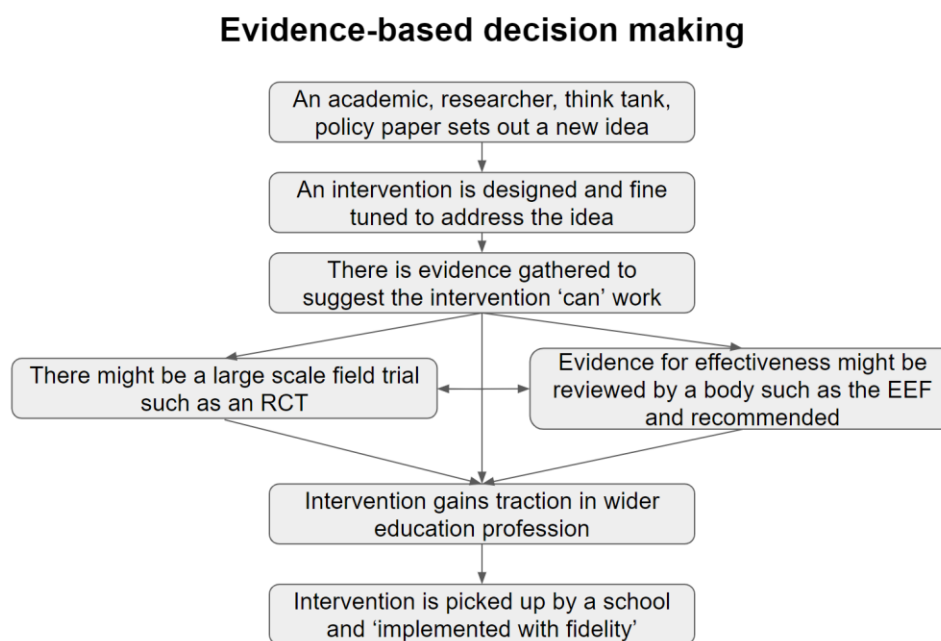 Evidence-based decision making
An academic, researcher, think tank,
policy paper sets out a new idea
An intervention is designed and fine
tuned to address the idea
There is evidence gathered to
suggest the intervention ‘can’ work
There might be a large scale field trial
such as an RCT
Evidence for effectiveness might be
reviewed by a body such as the EEF
and recommended
Intervention gains traction in wider
education profession
Intervention is picked up by a school
and ‘implemented with fidelity’